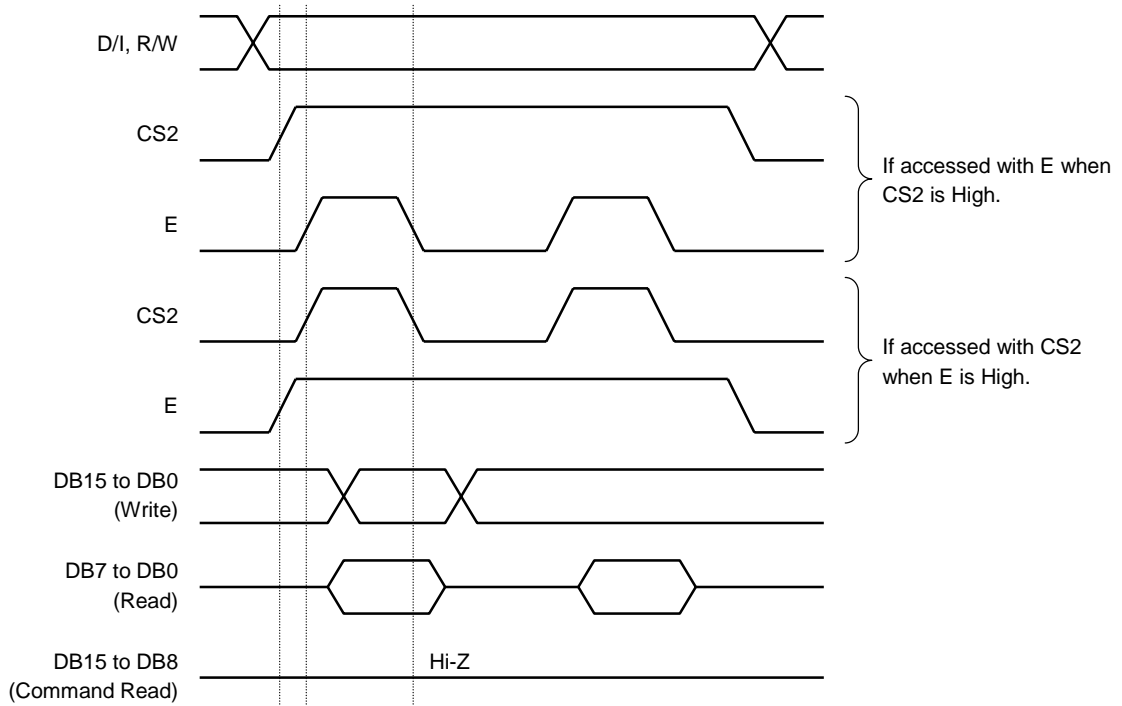 D/I, R/W
CS2
E
If accessed with E when
CS2 is High.
CS2
E
If accessed with CS2
when E is High.
DB15 to DB0
(Write)
DB7 to DB0
(Read)
DB15 to DB8
(Command Read)
Hi-Z